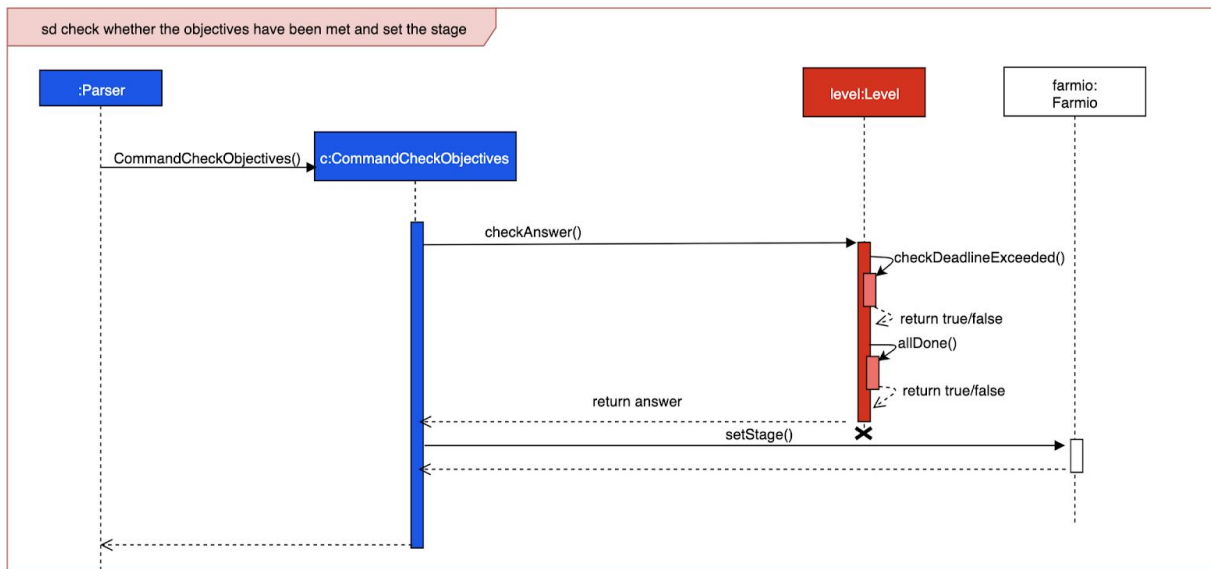 sd check whether the objectives have been met and set the stage
:Parser
level:Level
farmio:
Farmio
CommandCheckObjectives()
c:CommandCheckObjectives
checkAnswer()
checkDeadlineExceeded()
return true/false
allDone()
return true/false
return answer
setStage()